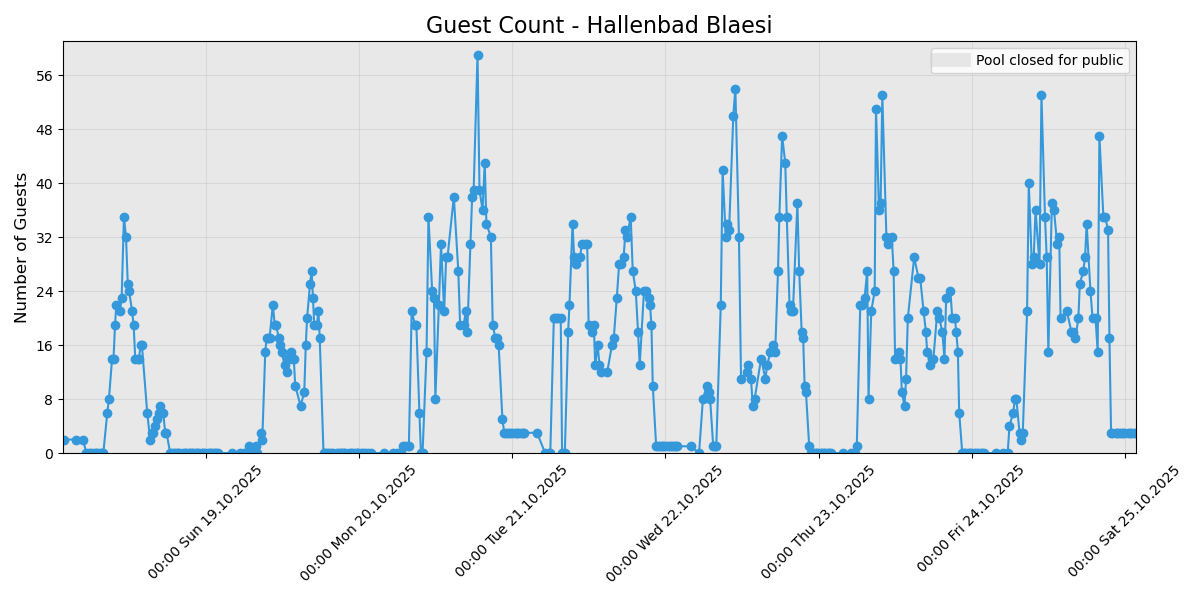 Guest Count - Hallenbad Blaesi
Pool closed for public
Number of Guests
56
48
40
32
24
16
8
0
00:00 Sun 19.10.2025
00:00 Mon 20.10.2025
00:00 Tue 21.10.2025
00:00 Wed 22.10.2025
00:00 Thu 23.10.2025
00:00 Fri 24.10.2025
00:00 Sat 25.10.2025